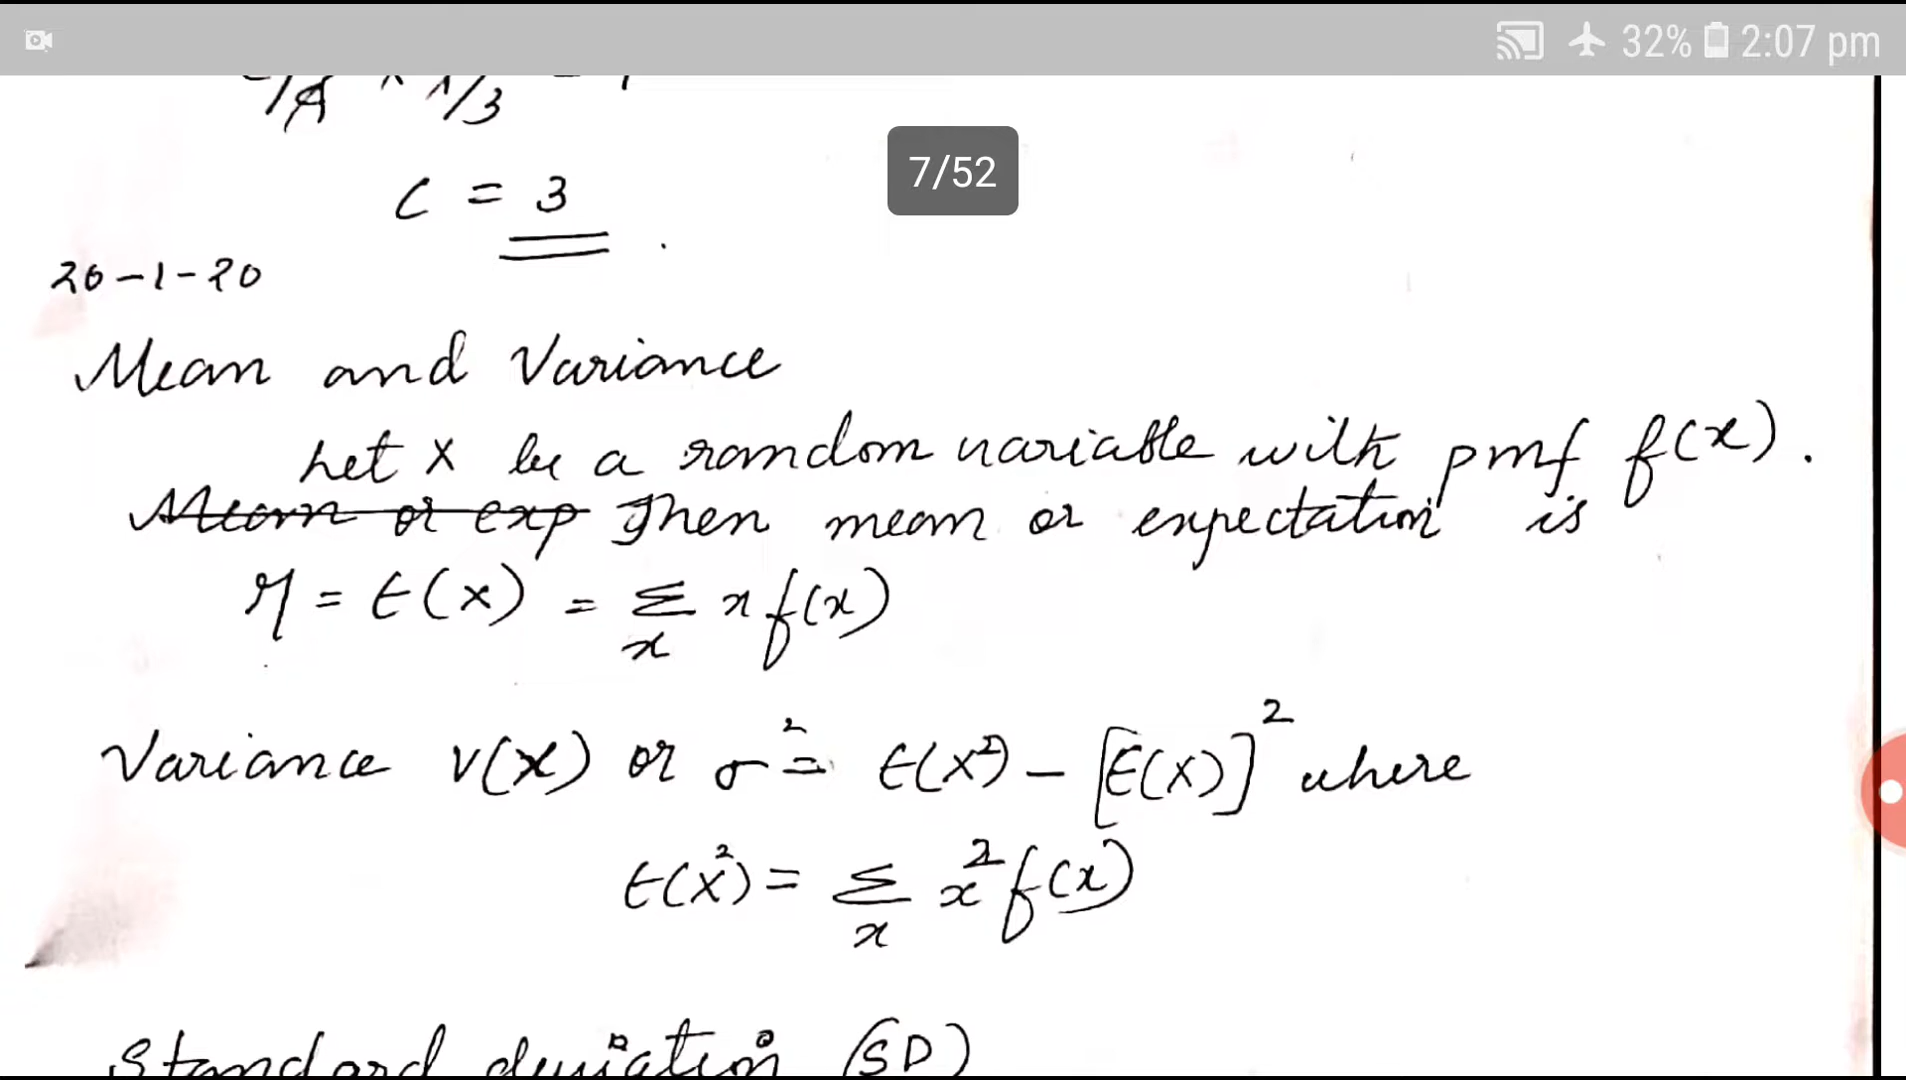 32% 2:07 pm
7/52
C = 3
20-1-20
Mean and Variance
Let X be a random variable with pmf f(x).
Mean or exp Then mean or expectation is
= E(X) = Σx x f(x)
Variance V(X) or σ² = E(X²) - [E(X)]² where
E(X²) = Σx x² f(x)
Standard deviation (SD)